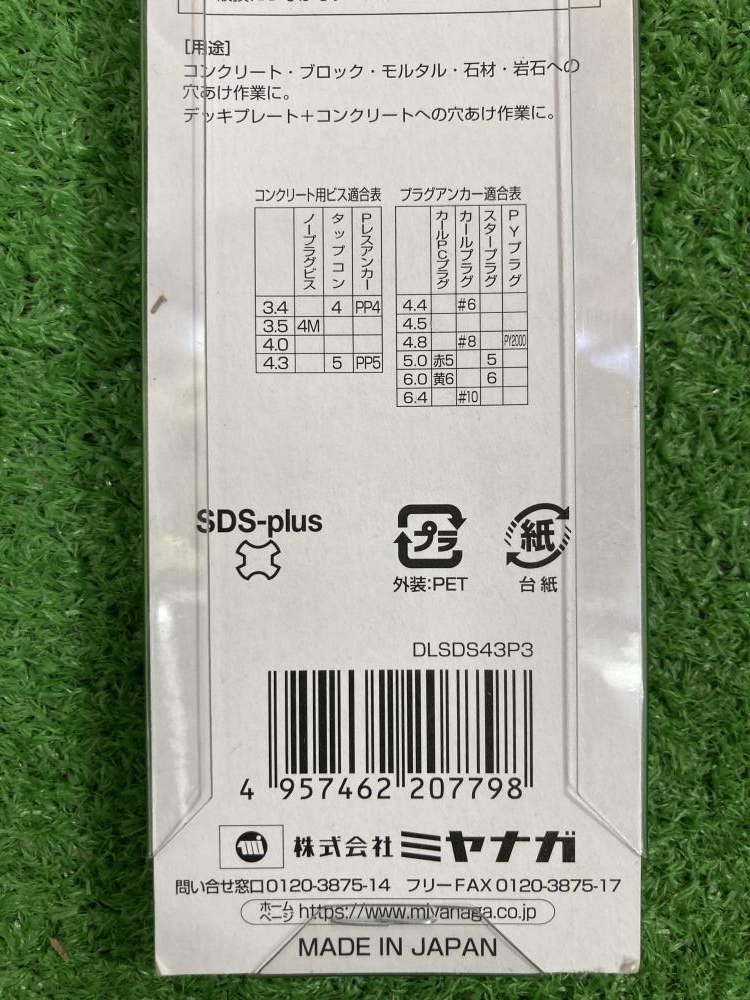 [用途]
コンクリート・ブロック・モルタル・石材・岩石への
穴あけ作業に。
デッキプレート＋コンクリートへの穴あけ作業に。
コンクリート用ビス適合表
ノープラグビス タップコン Pレスアンカー
3.4 4 PP4
3.5 4M
4.0
4.3 5 PP5
プラグアンカー適合表
カールPCプラグ カールプラグ スタープラグ PYプラグ
4.4 #6
4.5
4.8 #8 PY2000
5.0 赤5 5
6.0 黄6 6
6.4 #10
SDS-plus
プラ
外装:PET
紙
台紙
DLSDS43P3
4 957462 207798
株式会社ミヤナガ
問い合せ窓口0120-3875-14 フリーFAX 0120-3875-17
ホームページ https://www.miyanaga.co.jp
MADE IN JAPAN